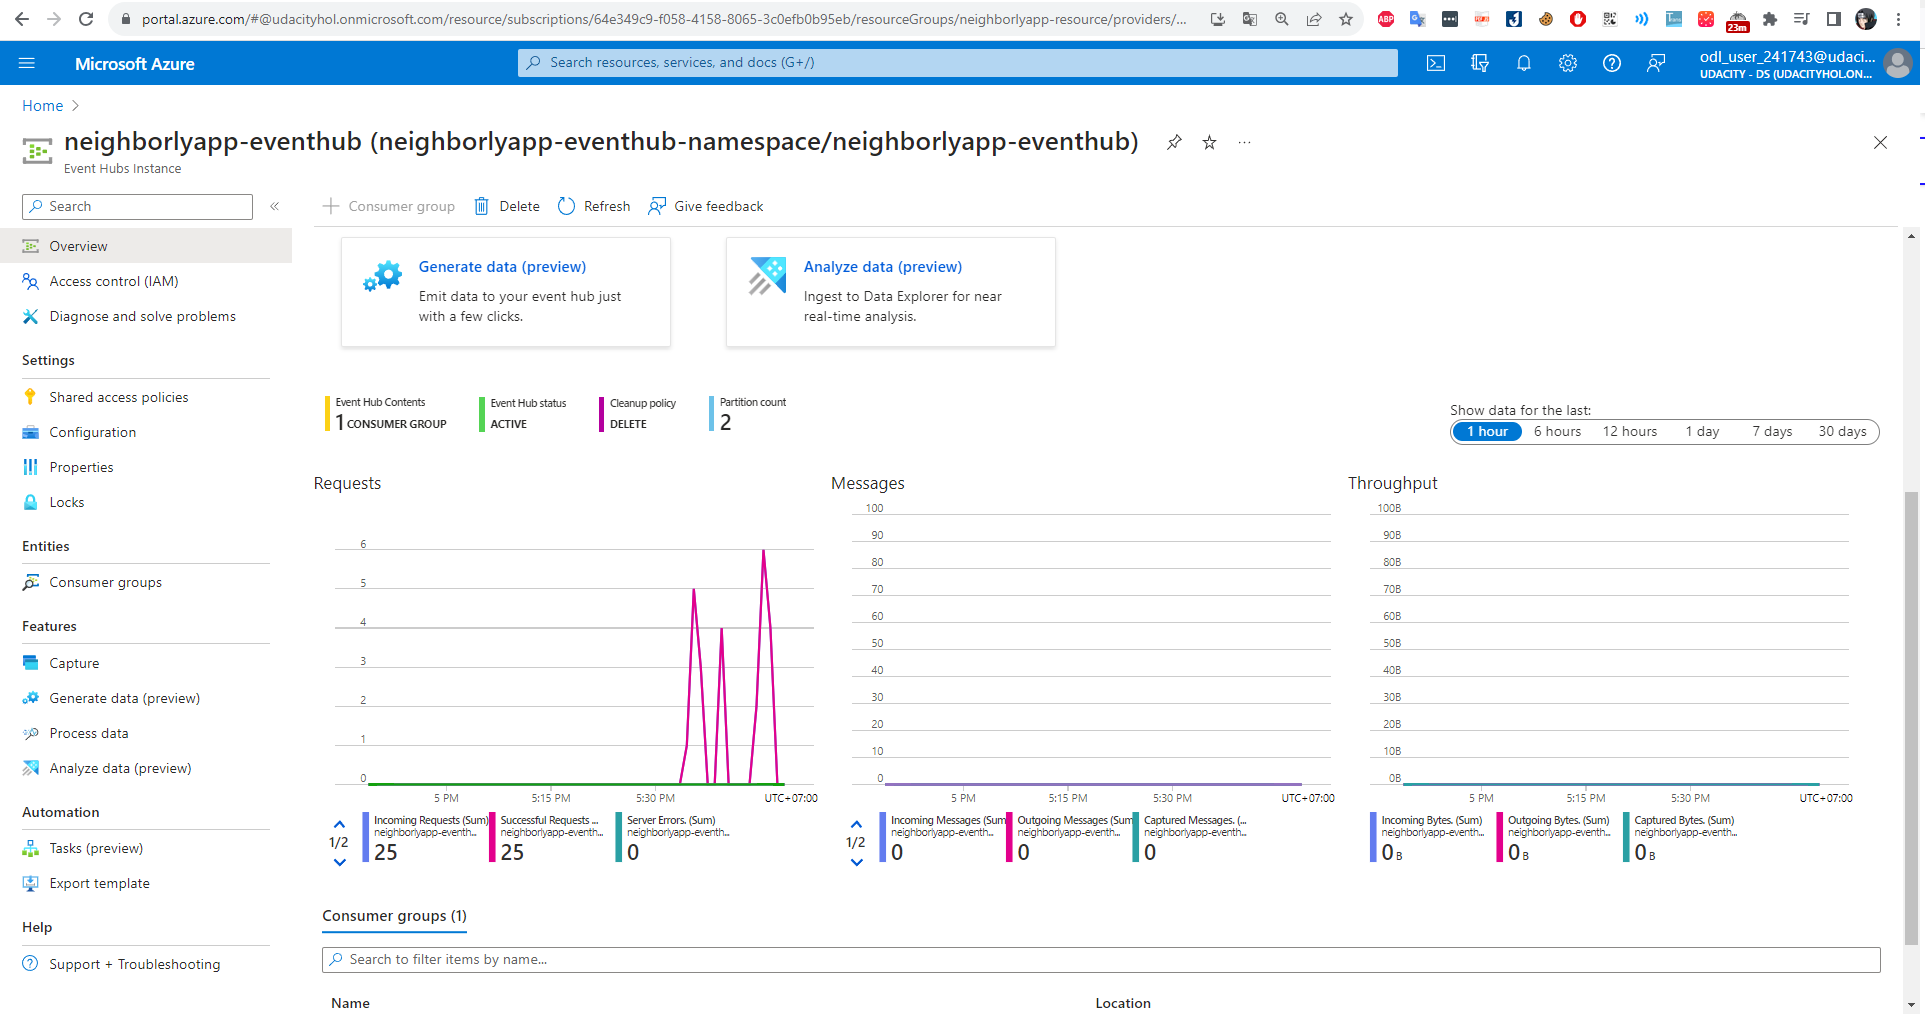 portal.azure.com/#@udacityhol.onmicrosoft.com/resource/subscriptions/64e349c9-f058-4158-8065-3c0efb0b95eb/resourceGroups/neighborlyapp-resource/providers/...
ABP
23m
Microsoft Azure
Search resources, services, and docs (G+/)
odl_user_241743@udaci...
UDACITY - DS (UDACITYHOL.ON...
Home
neighborlyapp-eventhub (neighborlyapp-eventhub-namespace/neighborlyapp-eventhub)
Event Hubs Instance
Search
Consumer group
Delete
Refresh
Give feedback
Overview
Access control (IAM)
Diagnose and solve problems
Settings
Shared access policies
Configuration
Properties
Locks
Entities
Consumer groups
Features
Capture
Generate data (preview)
Process data
Analyze data (preview)
Automation
Tasks (preview)
Export template
Help
Support + Troubleshooting
Generate data (preview)
Emit data to your event hub just
with a few clicks.
Analyze data (preview)
Ingest to Data Explorer for near
real-time analysis.
Event Hub Contents
1 CONSUMER GROUP
Event Hub status
ACTIVE
Cleanup policy
DELETE
Partition count
2
Show data for the last:
1 hour
6 hours
12 hours
1 day
7 days
30 days
Requests
6
5
4
3
2
1
0
5 PM
5:15 PM
5:30 PM
UTC+07:00
1/2
Incoming Requests (Sum)
neighborlyapp-eventh...
25
Successful Requests ...
neighborlyapp-eventh...
25
Server Errors. (Sum)
neighborlyapp-eventh...
0
Messages
100
90
80
70
60
50
40
30
20
10
0
5 PM
5:15 PM
5:30 PM
UTC+07:00
1/2
Incoming Messages (Sum
neighborlyapp-eventh...
0
Outgoing Messages (Sum
neighborlyapp-eventh...
0
Captured Messages. (...
neighborlyapp-eventh...
0
Throughput
100B
90B
80B
70B
60B
50B
40B
30B
20B
10B
0B
5 PM
5:15 PM
5:30 PM
UTC+07:00
Incoming Bytes. (Sum)
neighborlyapp-eventh...
0 B
Outgoing Bytes. (Sum)
neighborlyapp-eventh...
0 B
Captured Bytes. (Sum)
neighborlyapp-eventh...
0 B
Consumer groups (1)
Search to filter items by name...
Name
Location